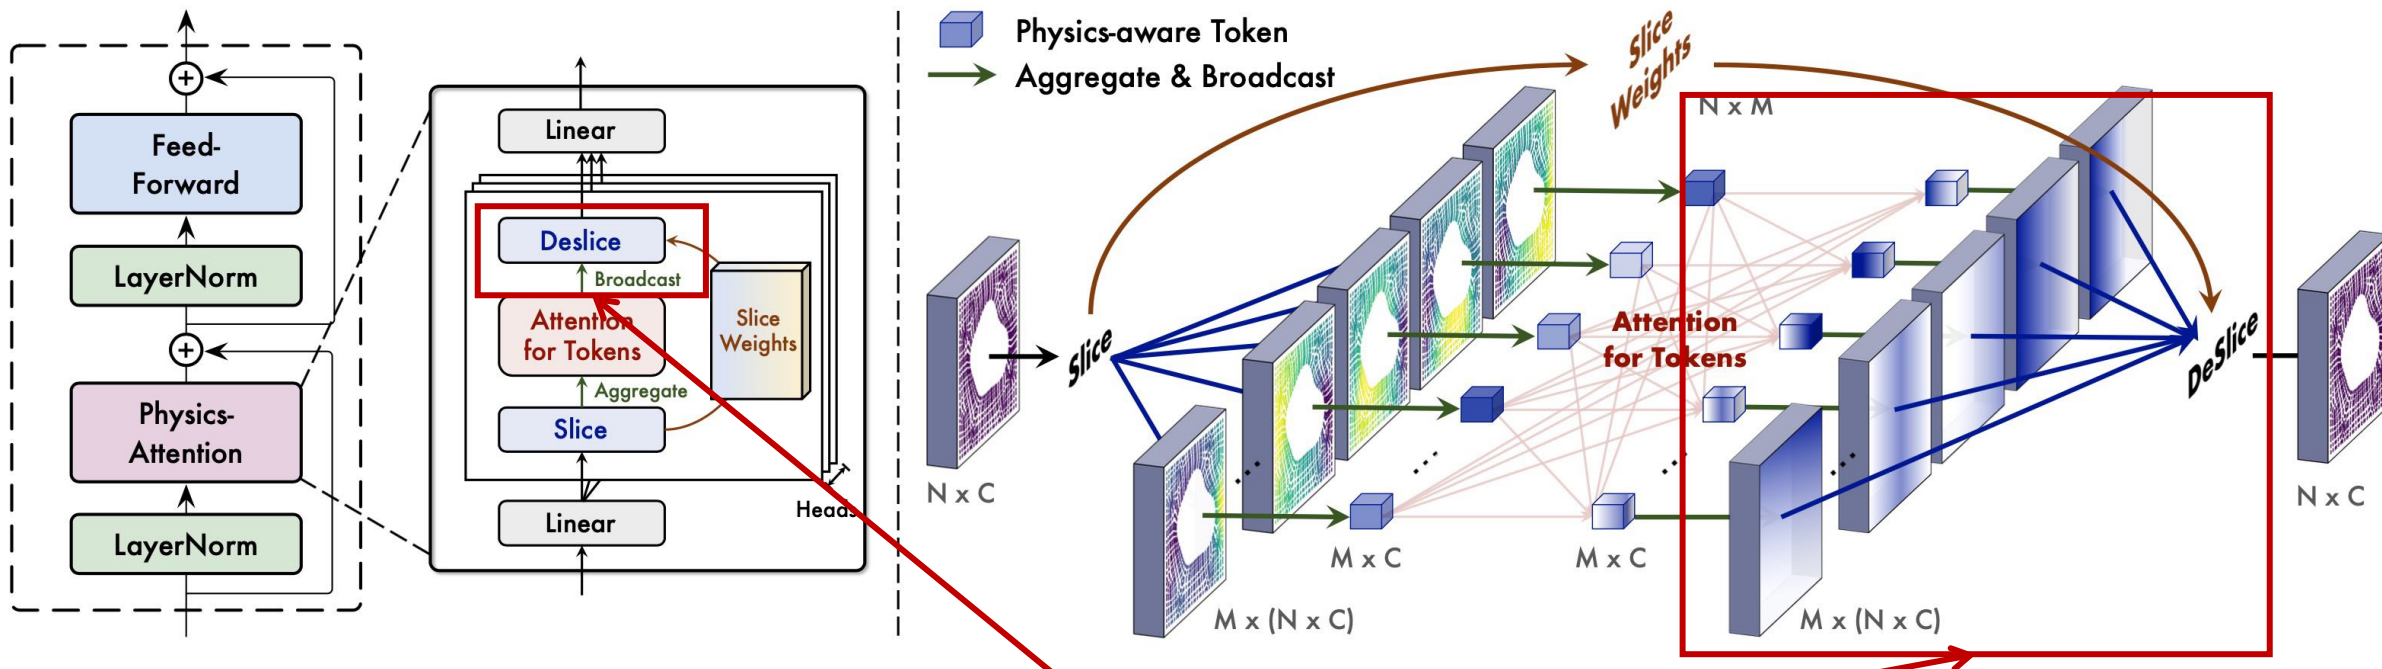 +
Feed-
Forward
LayerNorm
+
Physics-
Attention
LayerNorm
Linear
Deslice
Broadcast
Attention
for Tokens
Slice
Weights
Aggregate
Slice
Heads
Linear
Physics-aware Token
Aggregate & Broadcast
Slice
Weights
N x M
Slice
Attention
for Tokens
DeSlice
N x C
M x C
M x C
N x C
M x (N x C)
M x (N x C)